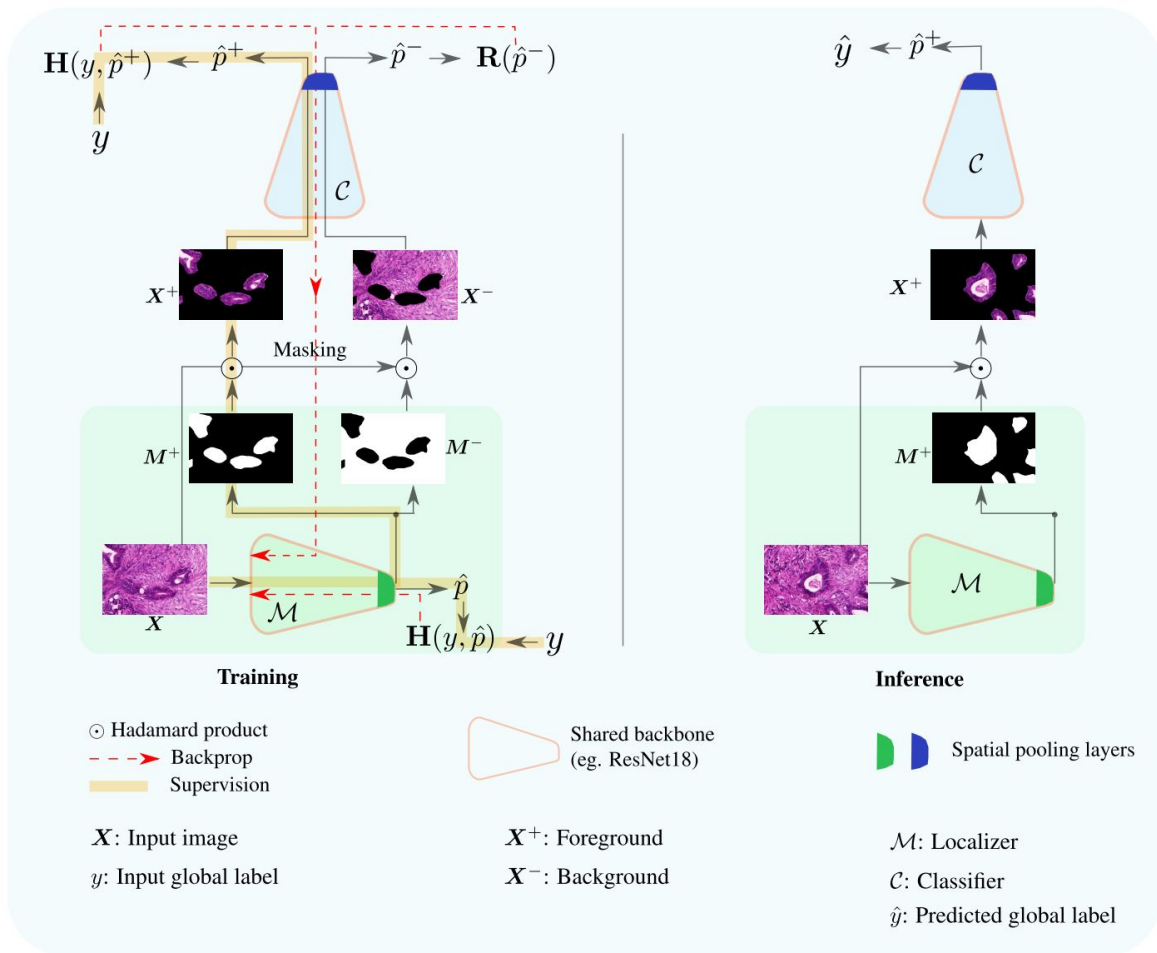 H(y, p̂⁺) p̂⁺ p̂⁻ R(p̂⁻)
y
C
X⁺ X⁻
Masking
M⁺ M⁻
X M p̂
H(y, p̂) y
Training
ŷ p̂⁺
C
X⁺
M⁺
X M
Inference
⊙ Hadamard product
Backprop
Supervision
Shared backbone
(eg. ResNet18)
Spatial pooling layers
X: Input image
y: Input global label
X⁺: Foreground
X⁻: Background
M: Localizer
C: Classifier
ŷ: Predicted global label